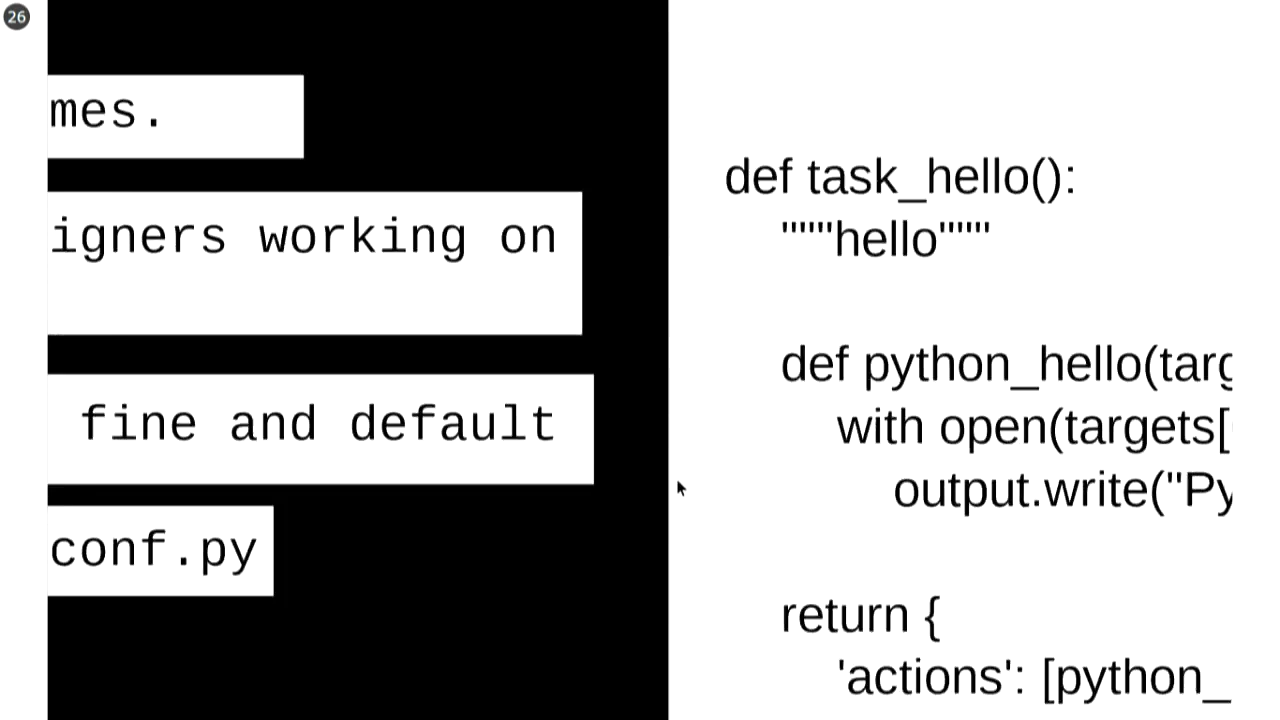 26
mes.
igners working on
fine and default
conf.py
def task_hello():
"""hello"""
def python_hello(targ
with open(targets[
output.write("Py
return {
'actions': [python_